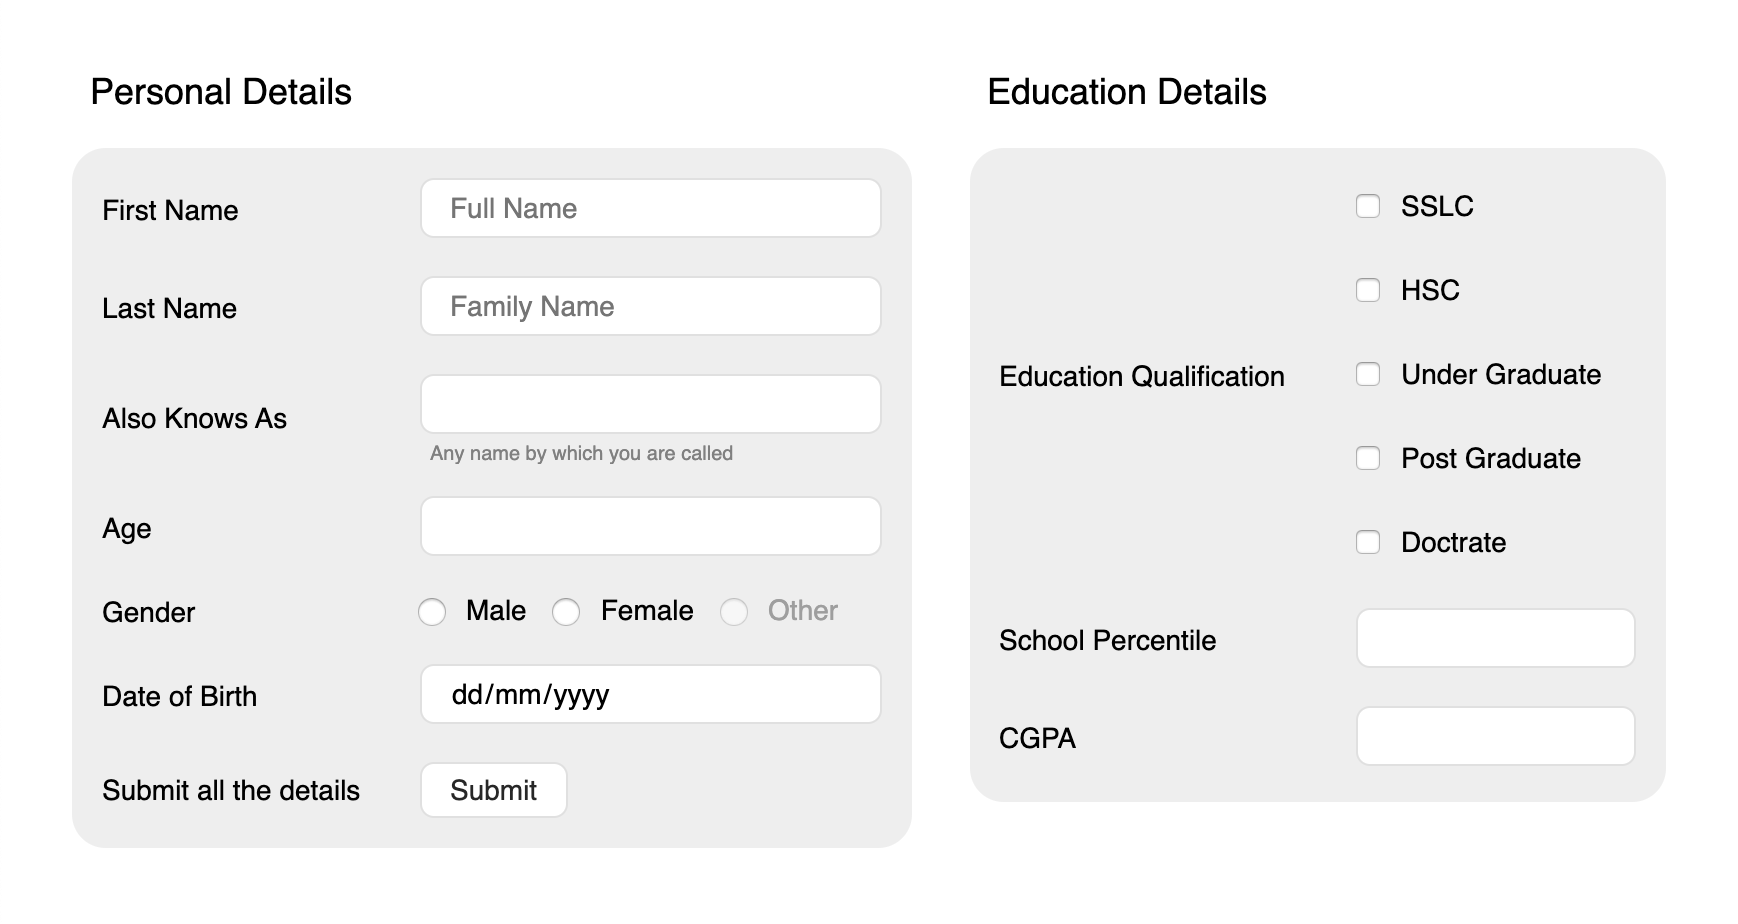 Personal Details
First Name
Full Name
Last Name
Family Name
Also Knows As
Any name by which you are called
Age
Gender
Male Female Other
Date of Birth
dd/mm/yyyy
Submit all the details
Submit
Education Details
Education Qualification
SSLC
HSC
Under Graduate
Post Graduate
Doctrate
School Percentile
CGPA